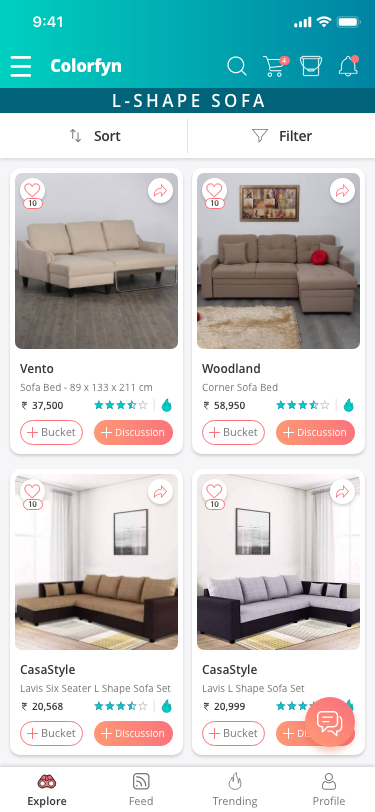 9:41
Colorfyn
4
L-SHAPE SOFA
Sort
Filter
10
10
Vento
Woodland
Sofa Bed - 89 x 133 x 211 cm
Corner Sofa Bed
₹ 37,500
₹ 58,950
+ Bucket
+ Discussion
+ Bucket
+ Discussion
10
10
CasaStyle
CasaStyle
Lavis Six Seater L Shape Sofa Set
Lavis L Shape Sofa Set
₹ 20,568
₹ 20,999
+ Bucket
+ Discussion
+ Bucket
Explore
Feed
Trending
Profile